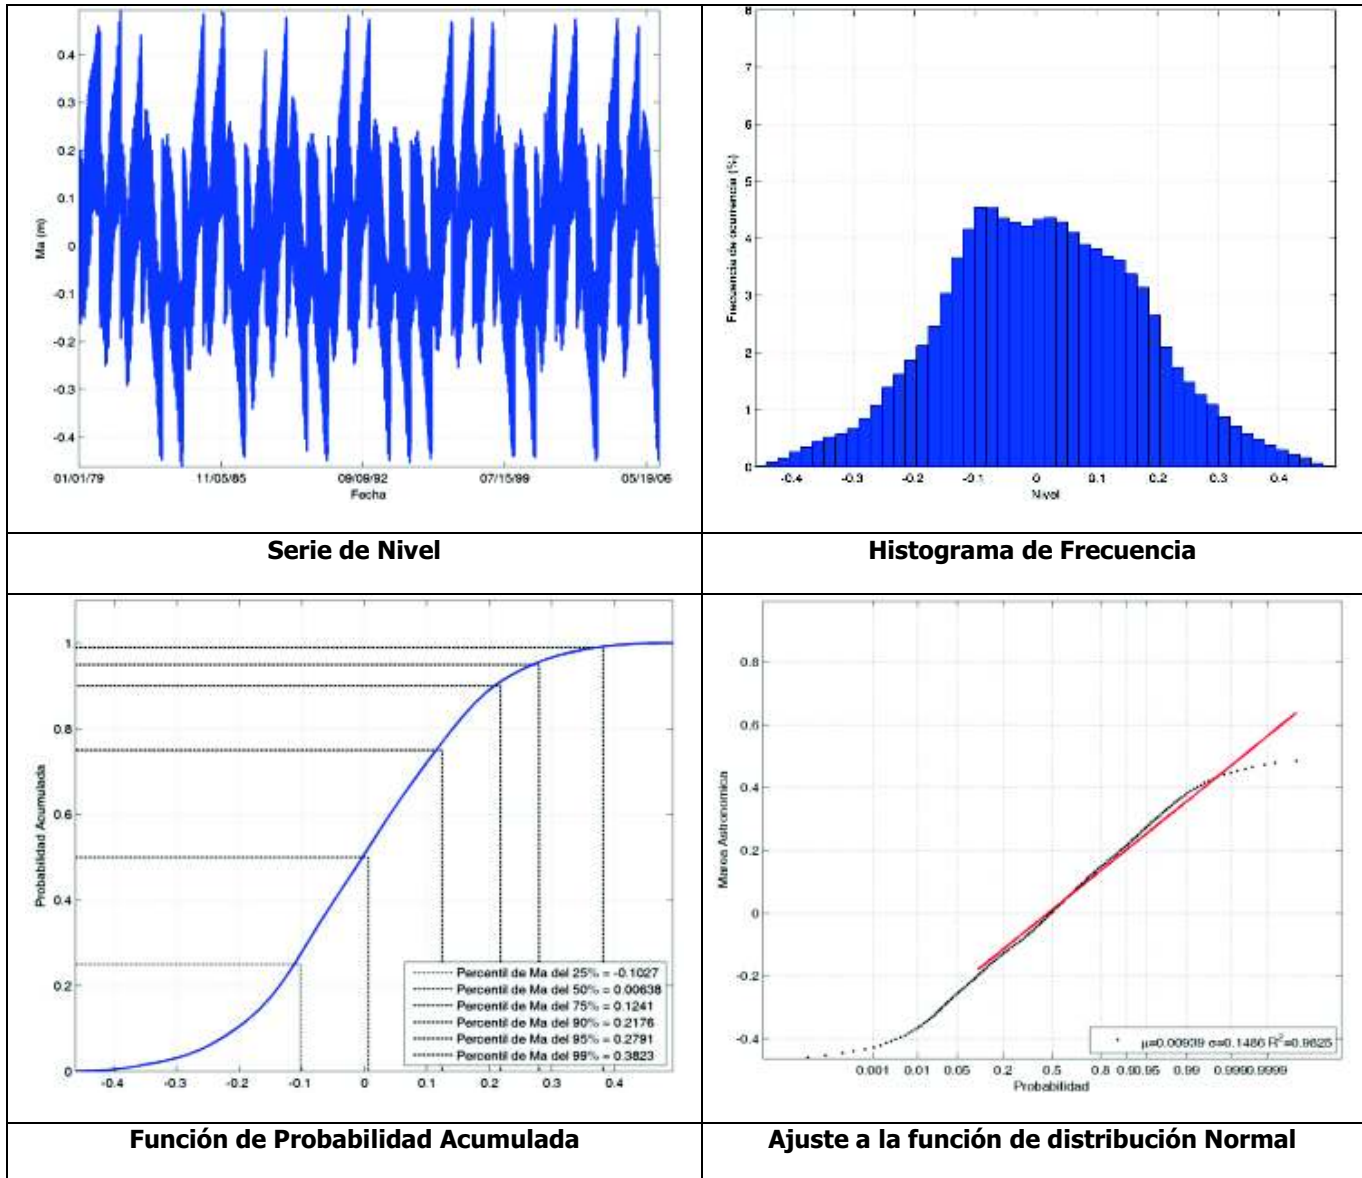 0.4
0.3
0.2
0.1
0
-0.1
-0.2
-0.3
-0.4
Ma (m)
01/01/79 11/05/85 09/09/92 07/15/99 05/19/06
Fecha
Serie de Nivel
8
7
6
5
4
3
2
1
0
Frecuencia de ocurrencia (%)
-0.4 -0.3 -0.2 -0.1 0 0.1 0.2 0.3 0.4
Nivel
Histograma de Frecuencia
1
0.8
0.6
0.4
0.2
0
Probabilidad Acumulada
-0.4 -0.3 -0.2 -0.1 0 0.1 0.2 0.3 0.4
Percentil de Ma del 25% = -0.1027
Percentil de Ma del 50% = 0.00638
Percentil de Ma del 75% = 0.1241
Percentil de Ma del 90% = 0.2176
Percentil de Ma del 95% = 0.2791
Percentil de Ma del 99% = 0.3823
Función de Probabilidad Acumulada
0.8
0.6
0.4
0.2
0
-0.2
-0.4
Marea Astronomica
0.001 0.01 0.05 0.2 0.5 0.8 0.90 0.95 0.99 0.999 0.9999
Probabilidad
μ=0.00939 σ=0.1486 R²=0.9625
Ajuste a la función de distribución Normal